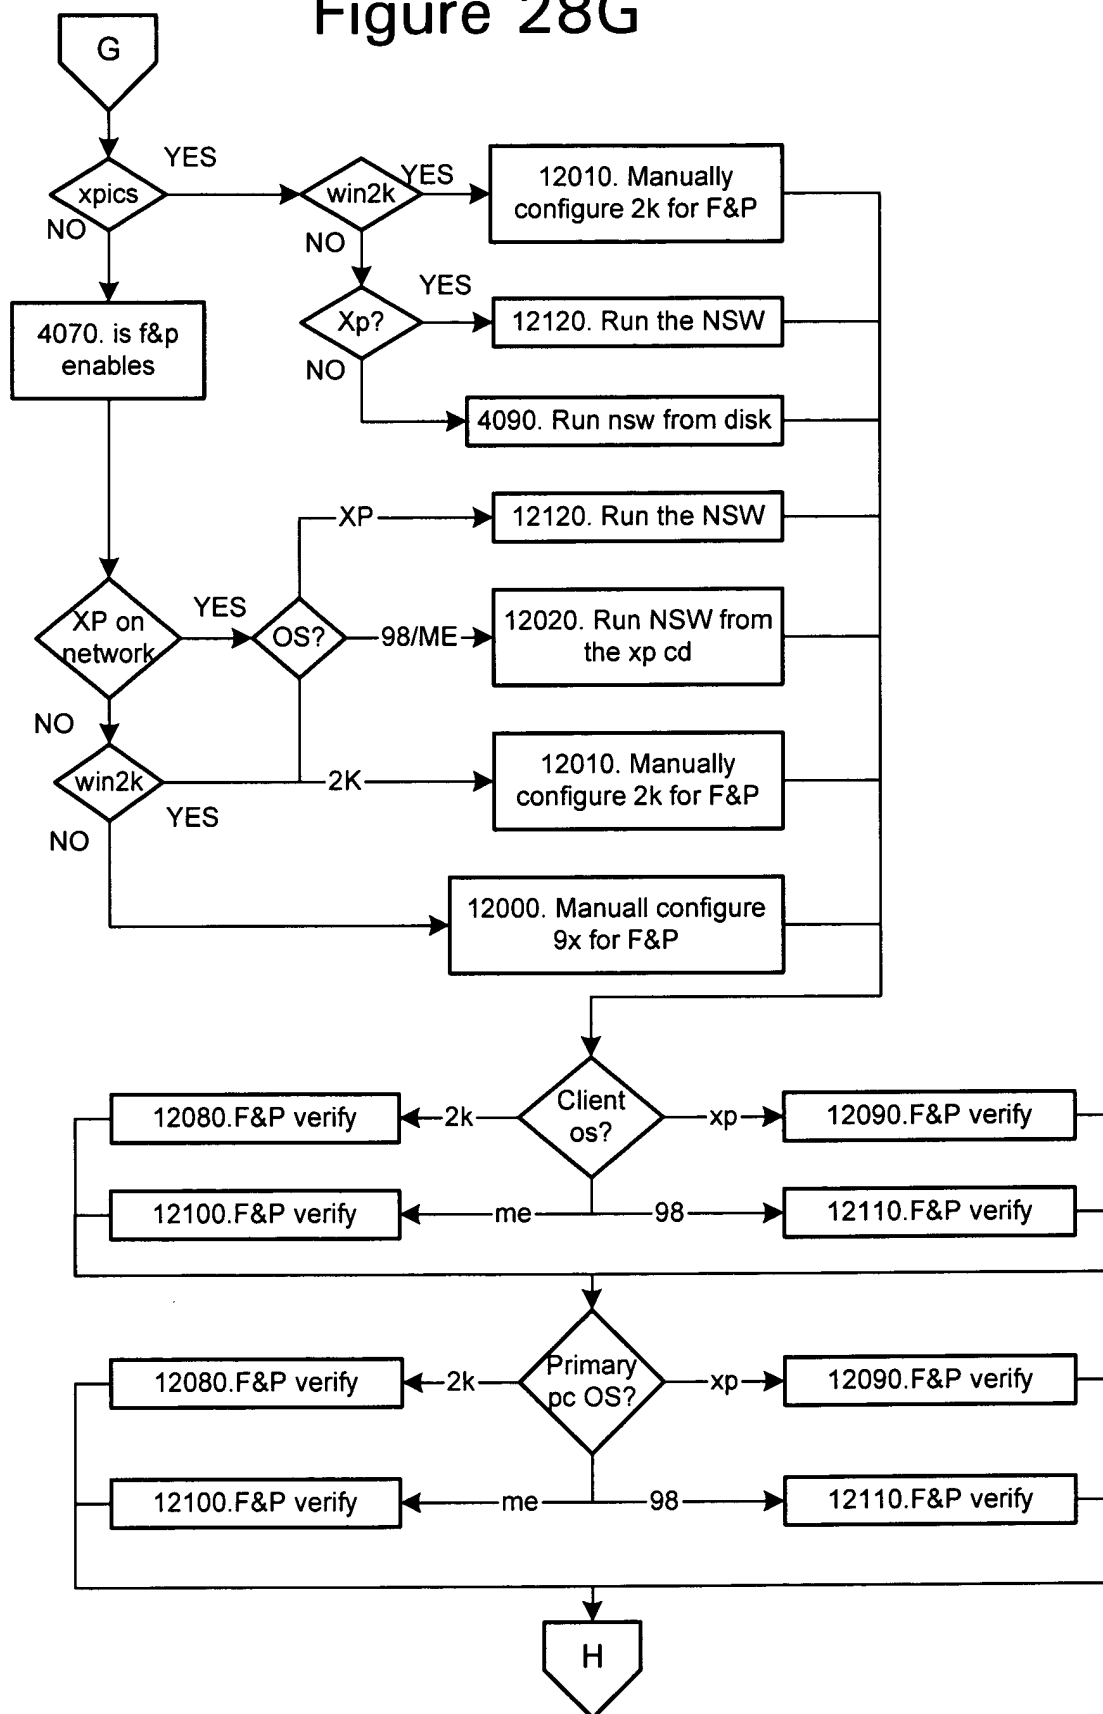 Figure 28G
G
YES
xpics
NO
win2k
YES
NO
12010. Manually
configure 2k for F&P
YES
Xp?
NO
12120. Run the NSW
4070. is f&p
enables
4090. Run nsw from disk
XP
12120. Run the NSW
XP on
network
YES
OS?
98/ME
12020. Run NSW from
the xp cd
NO
win2k
YES
NO
2K
12010. Manually
configure 2k for F&P
12000. Manuall configure
9x for F&P
Client
os?
12080.F&P verify
2k
xp
12090.F&P verify
12100.F&P verify
me
98
12110.F&P verify
Primary
pc OS?
12080.F&P verify
2k
xp
12090.F&P verify
12100.F&P verify
me
98
12110.F&P verify
H